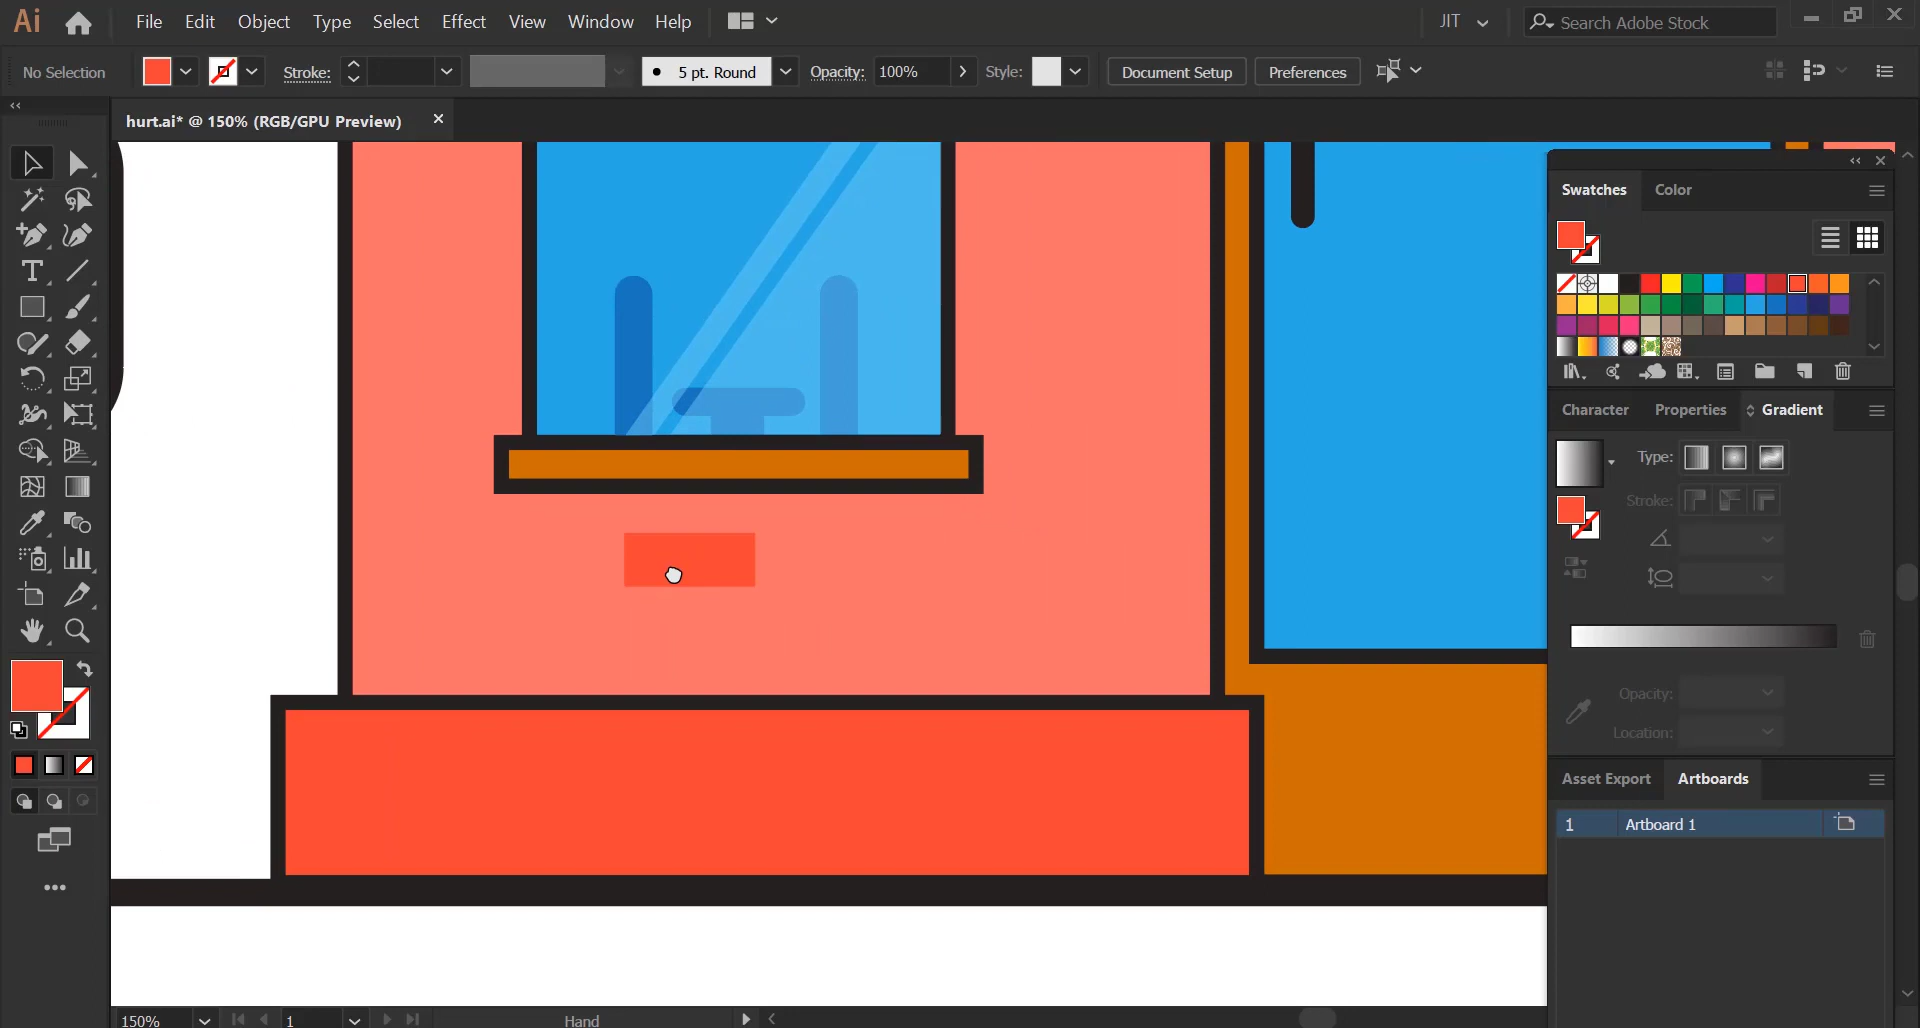 Ai File Edit Object Type Select Effect View Window Help JIT Search Adobe Stock
No Selection Stroke: 5 pt. Round Opacity: 100% Style: Document Setup Preferences
hurt.ai* @ 150% (RGB/GPU Preview)
Swatches Color
Character Properties Gradient
Type:
Stroke:
Opacity:
Location:
Asset Export Artboards
1 Artboard 1
150% 1 Hand